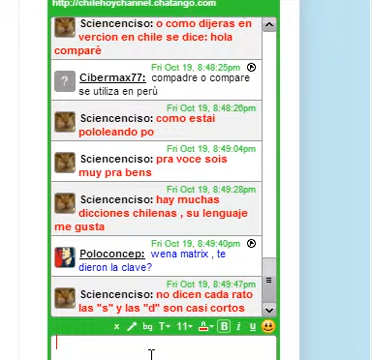 http://chilehoychannel.chatango.com
Sciencenciso: o como dijeras en
vercion en chile se dice: hola
comparé
Fri Oct 19, 8:48:25pm
Cibermax77: compadre o compare
se utiliza en perù
Fri Oct 19, 8:48:26pm
Sciencenciso: como estai
pololeando po
Fri Oct 19, 8:49:04pm
Sciencenciso: pra voce sois
muy pra bens
Fri Oct 19, 8:49:28pm
Sciencenciso: hay muchas
dicciones chilenas , su lenguaje
me gusta
Fri Oct 19, 8:49:40pm
Poloconcep: wena matrix , te
dieron la clave?
Fri Oct 19, 8:49:47pm
Sciencenciso: no dicen cada rato
las "s" y las "d" son casi cortos
x bg T 11 A B i u